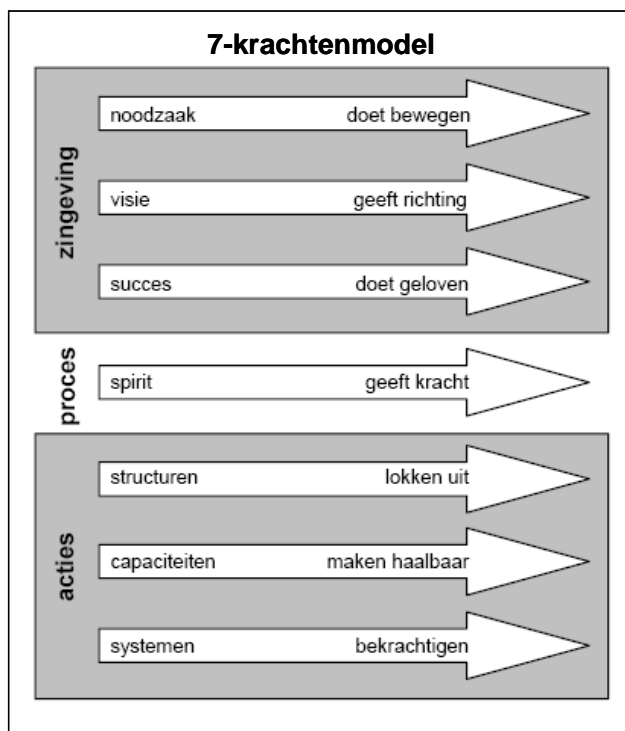 7-krachtenmodel
zingeving
noodzaak doet bewegen
visie geeft richting
succes doet geloven
proces
spirit geeft kracht
acties
structuren lokken uit
capaciteiten maken haalbaar
systemen bekrachtigen